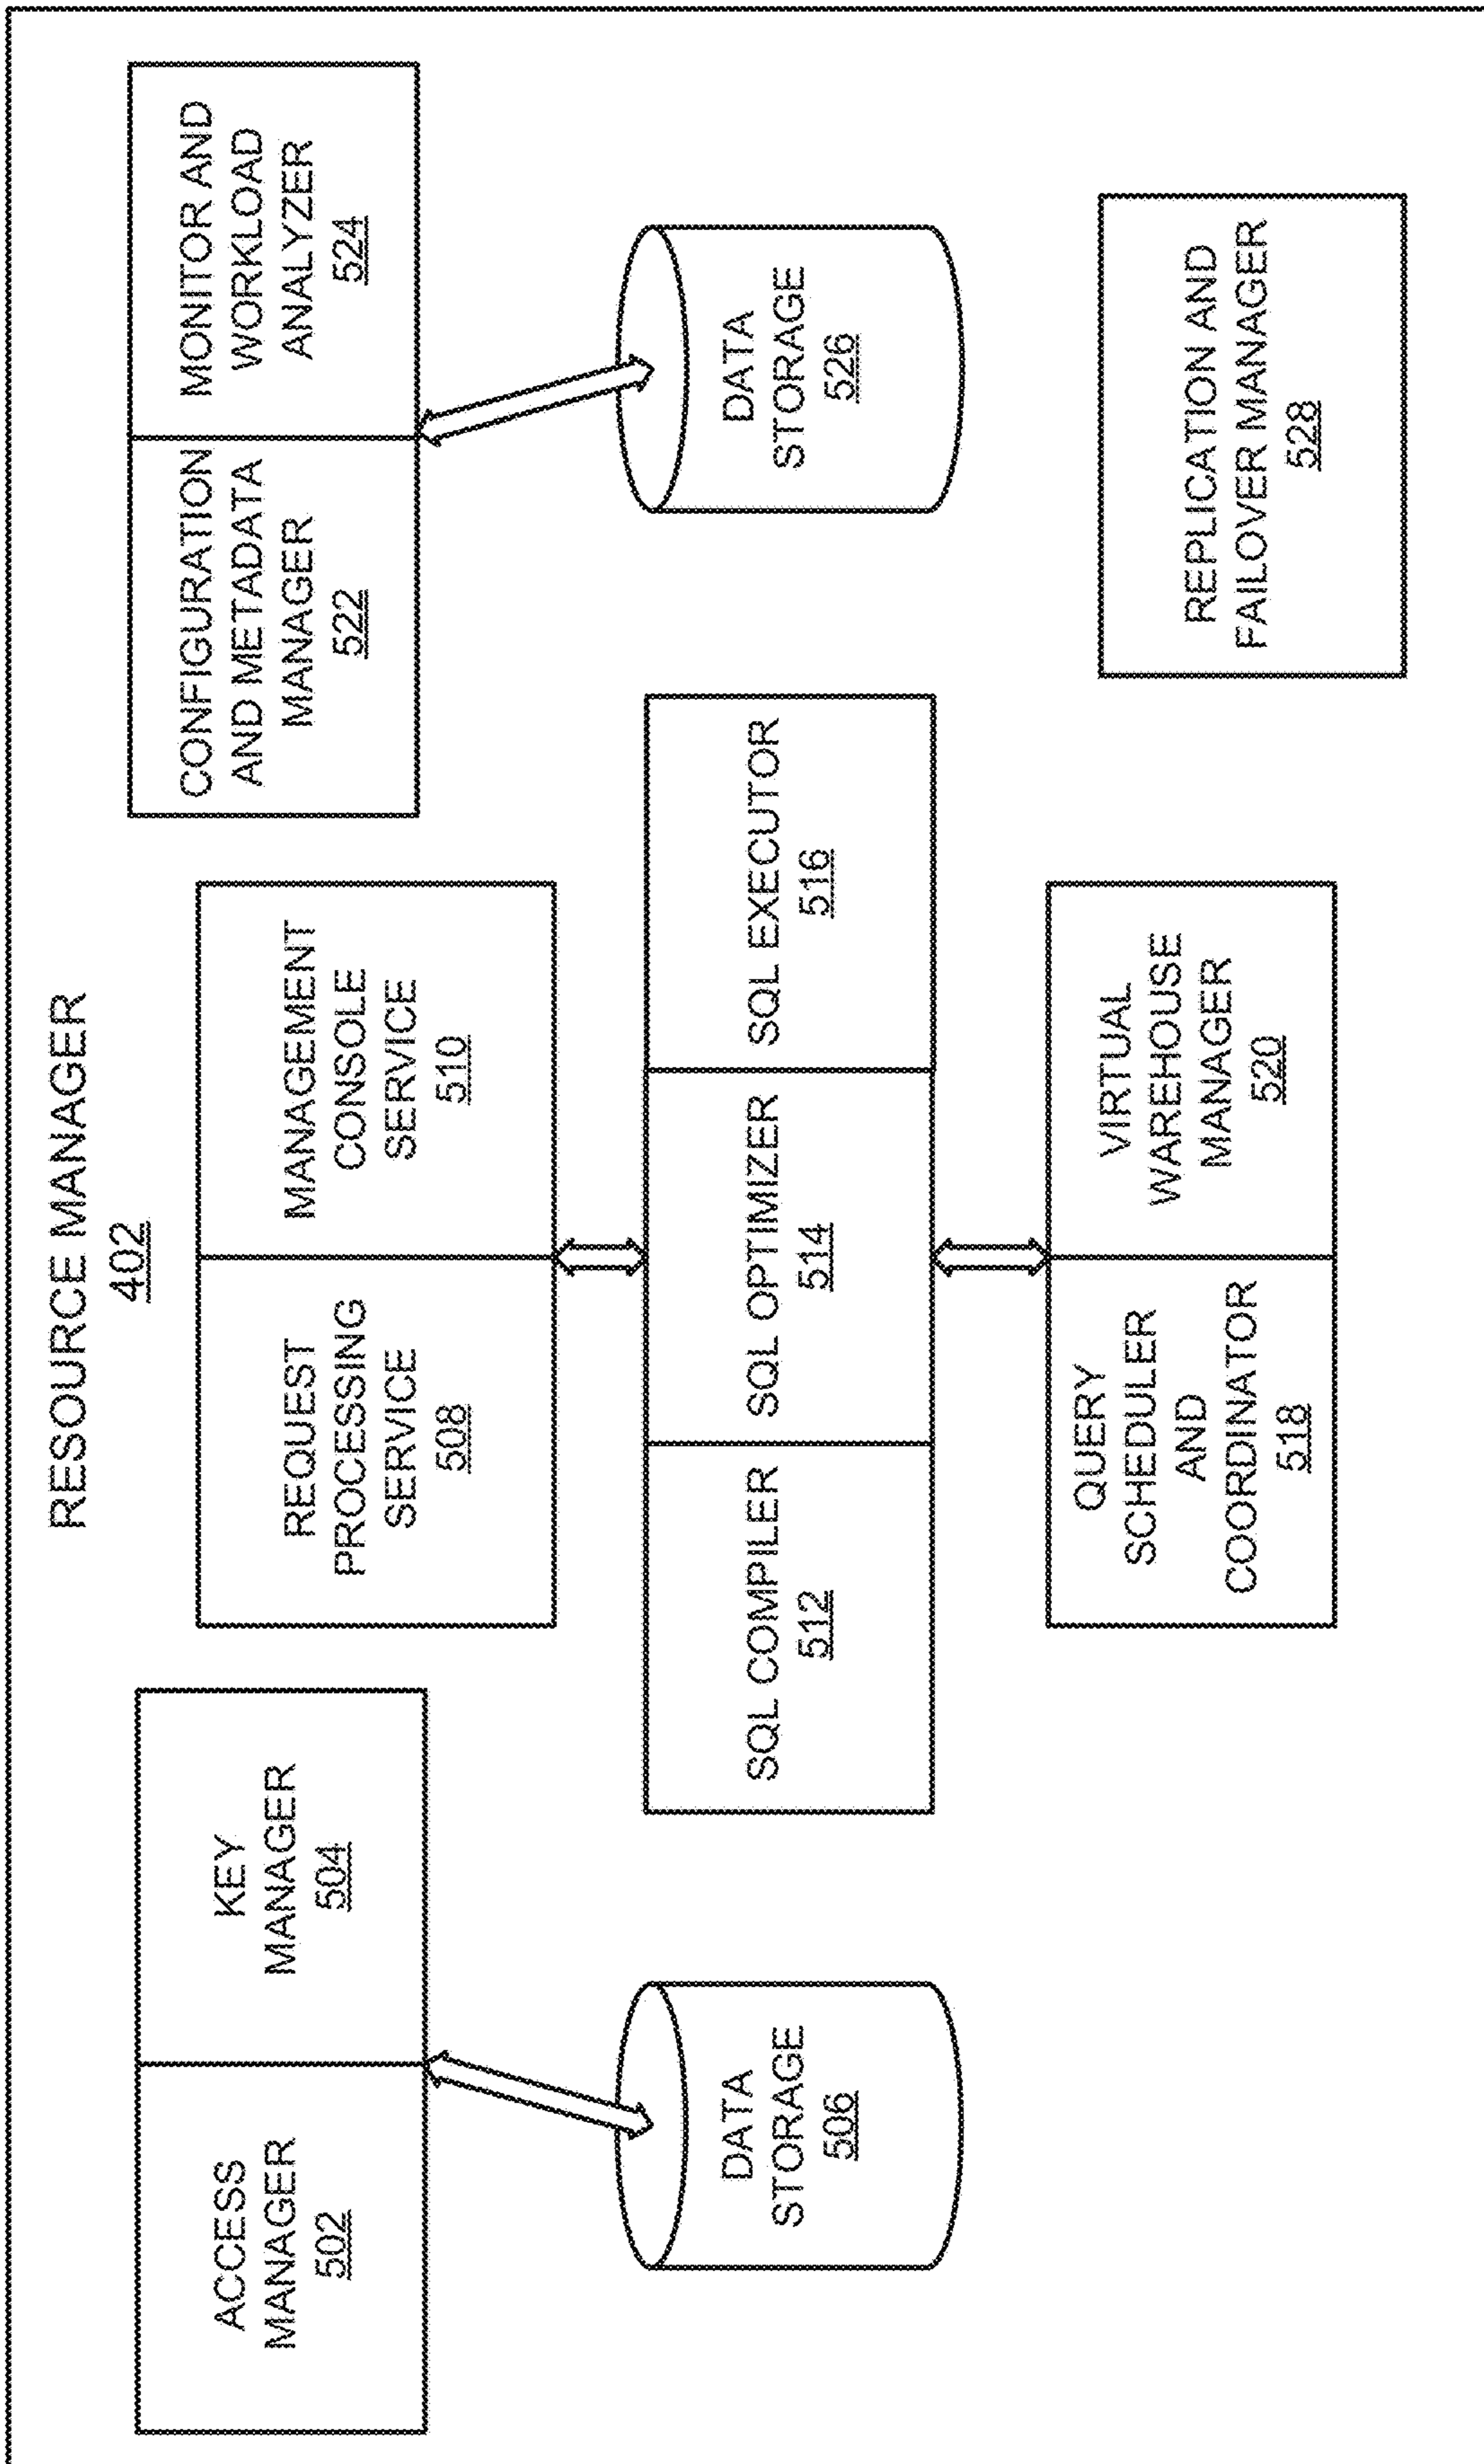 RESOURCE MANAGER
402
ACCESS
MANAGER
502
KEY
MANAGER
504
DATA
STORAGE
506
REQUEST
PROCESSING
SERVICE
508
MANAGEMENT
CONSOLE
SERVICE
510
SQL COMPILER
512
SQL OPTIMIZER
514
SQL EXECUTOR
516
QUERY
SCHEDULER
AND
COORDINATOR
518
VIRTUAL
WAREHOUSE
MANAGER
520
CONFIGURATION
AND METADATA
MANAGER
522
MONITOR AND
WORKLOAD
ANALYZER
524
DATA
STORAGE
526
REPLICATION AND
FAILOVER MANAGER
528